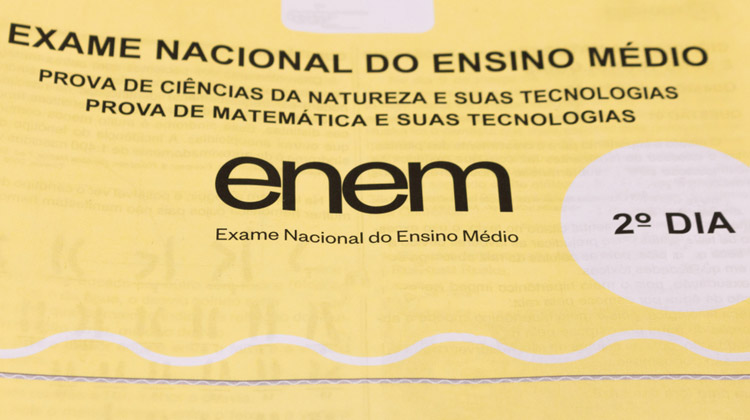 EXAME NACIONAL DO ENSINO MÉDIO
PROVA DE CIÊNCIAS DA NATUREZA E SUAS TECNOLOGIAS
PROVA DE MATEMÁTICA E SUAS TECNOLOGIAS
enem
Exame Nacional do Ensino Médio
2º DIA